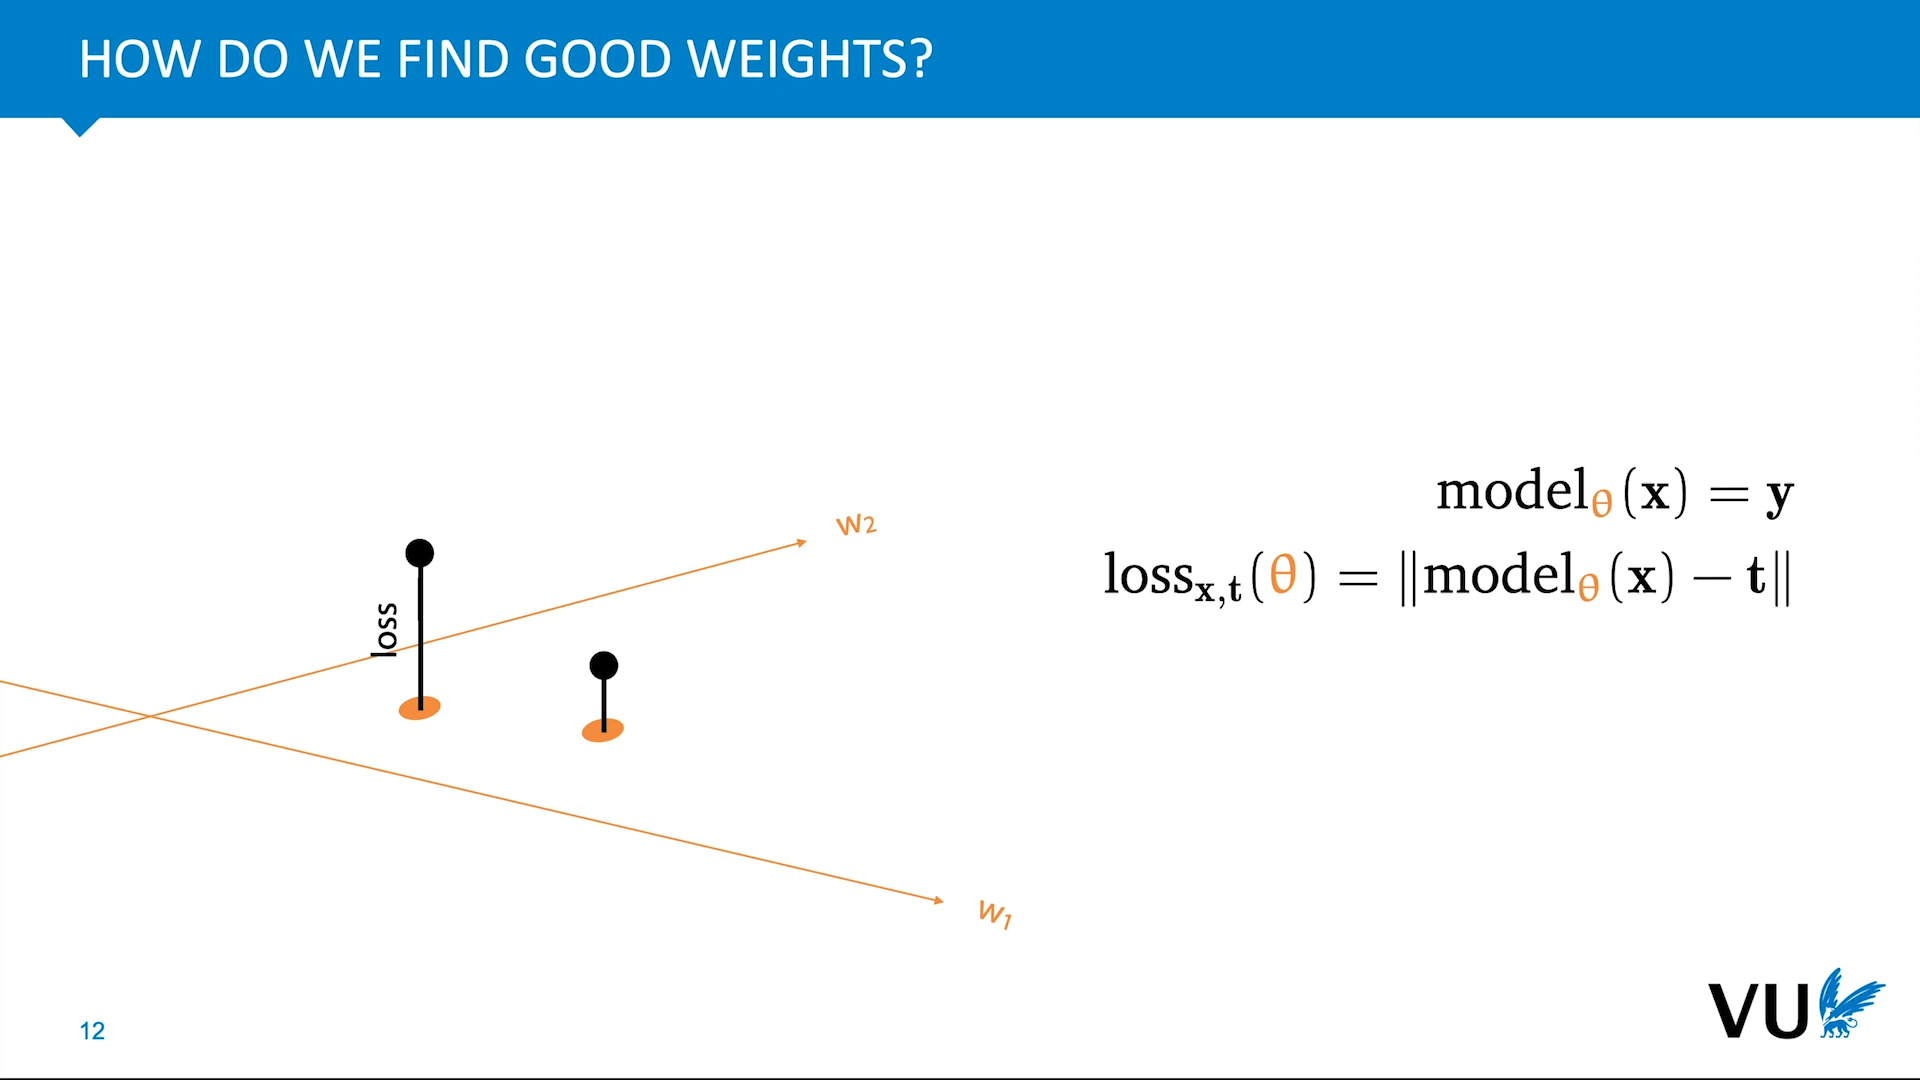 HOW DO WE FIND GOOD WEIGHTS?
model_θ(x) = y
loss_x,t(θ) = ‖model_θ(x) − t‖
w₂
loss
w₁
12
VU